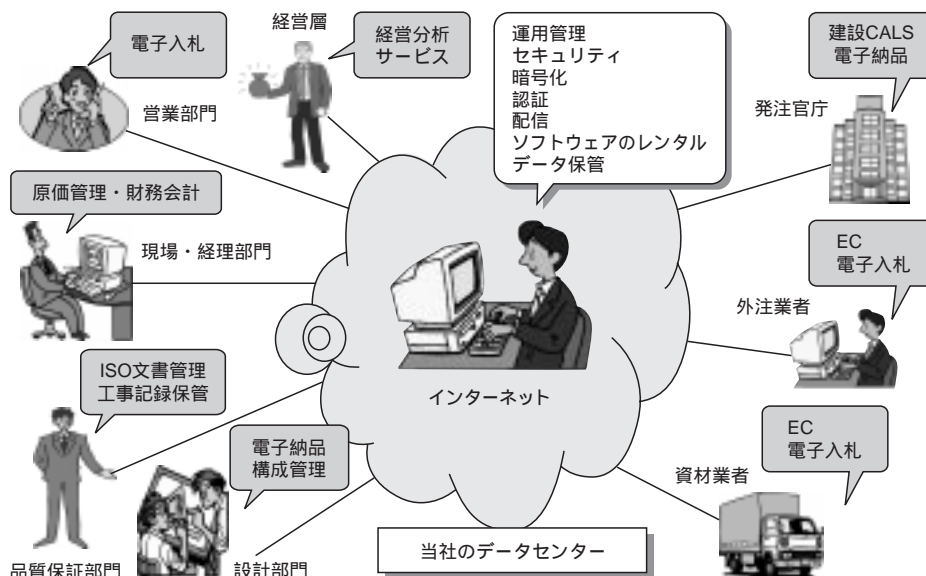 経営層
電子入札
経営分析
サービス
営業部門
運用管理
セキュリティ
暗号化
認証
配信
ソフトウェアのレンタル
データ保管
建設CALS
電子納品
発注官庁
原価管理・財務会計
現場・経理部門
EC
電子入札
外注業者
ISO文書管理
工事記録保管
インターネット
電子納品
構成管理
EC
電子入札
資材業者
当社のデータセンター
品質保証部門
設計部門